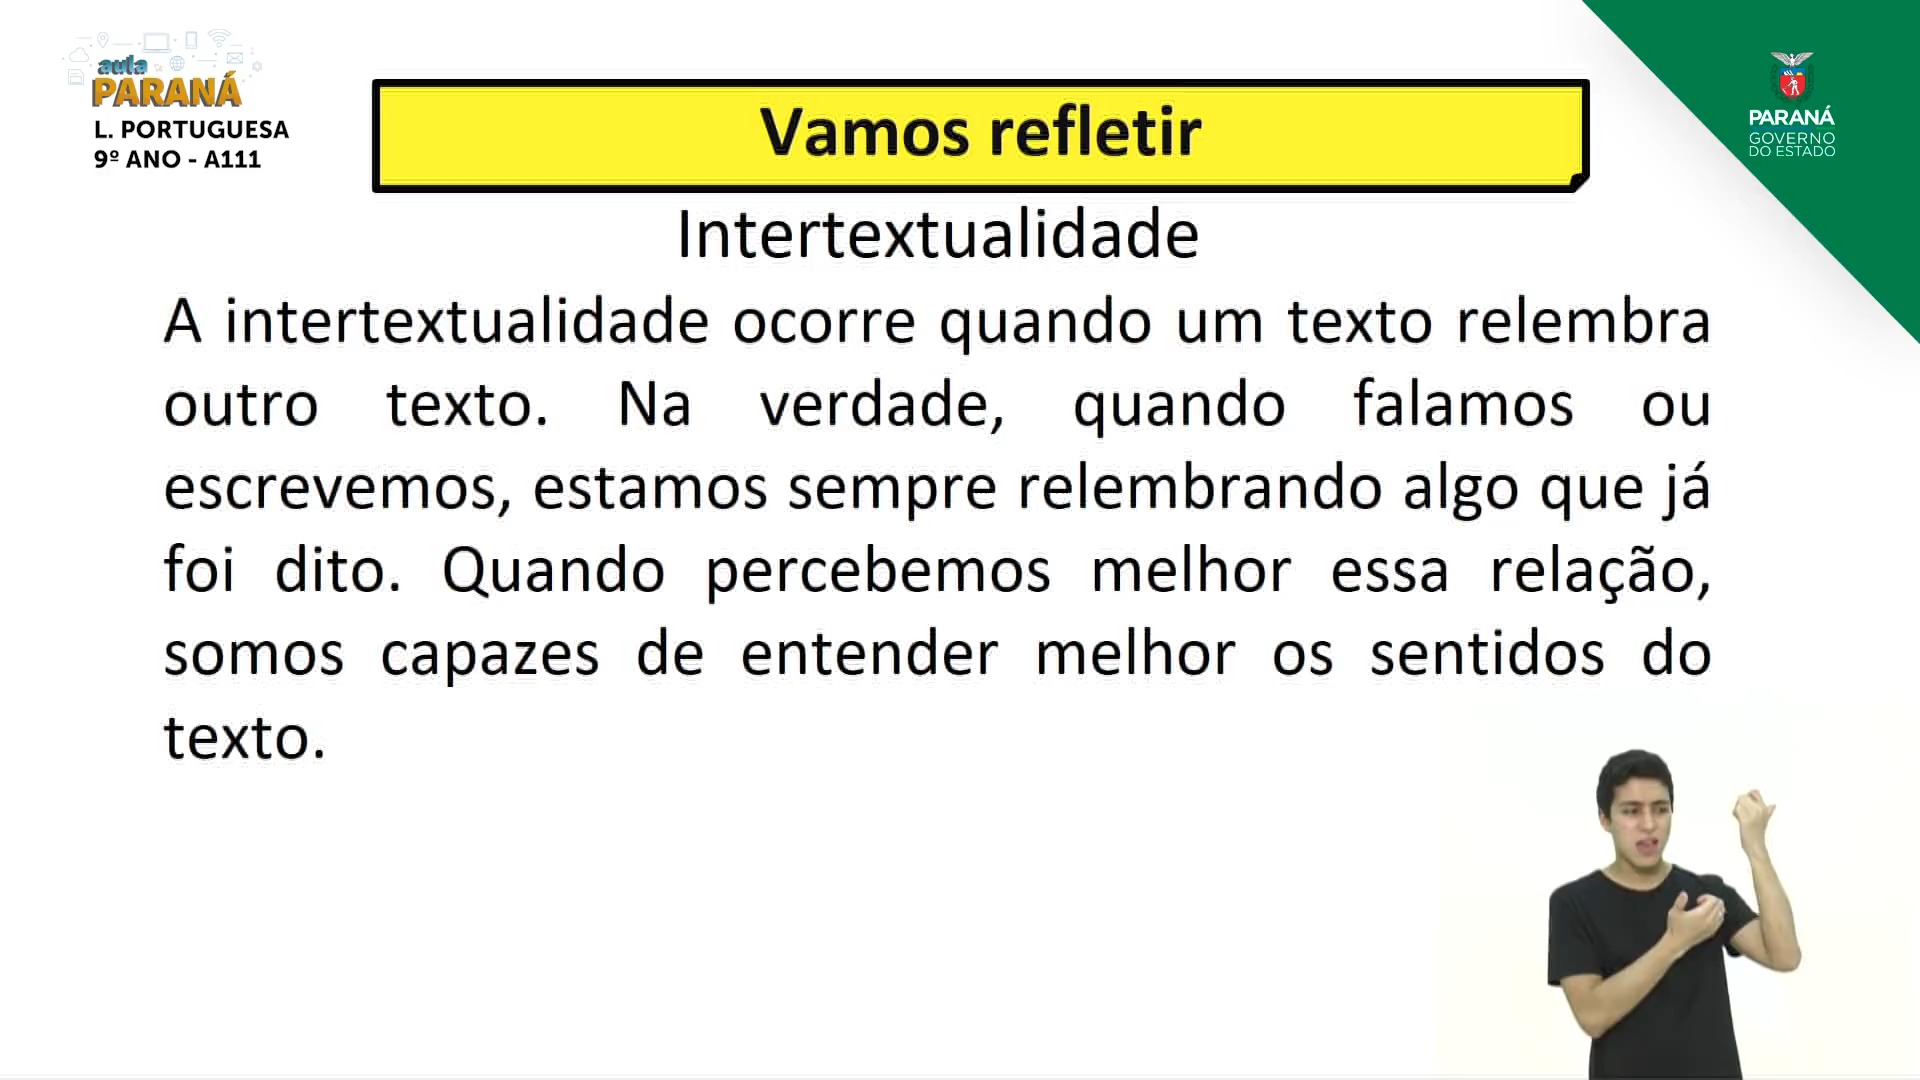 aula
PARANÁ
L. PORTUGUESA
9º ANO - A111
Vamos refletir
PARANÁ
GOVERNO
DO ESTADO
Intertextualidade
A intertextualidade ocorre quando um texto relembra
outro texto. Na verdade, quando falamos ou
escrevemos, estamos sempre relembrando algo que já
foi dito. Quando percebemos melhor essa relação,
somos capazes de entender melhor os sentidos do
texto.